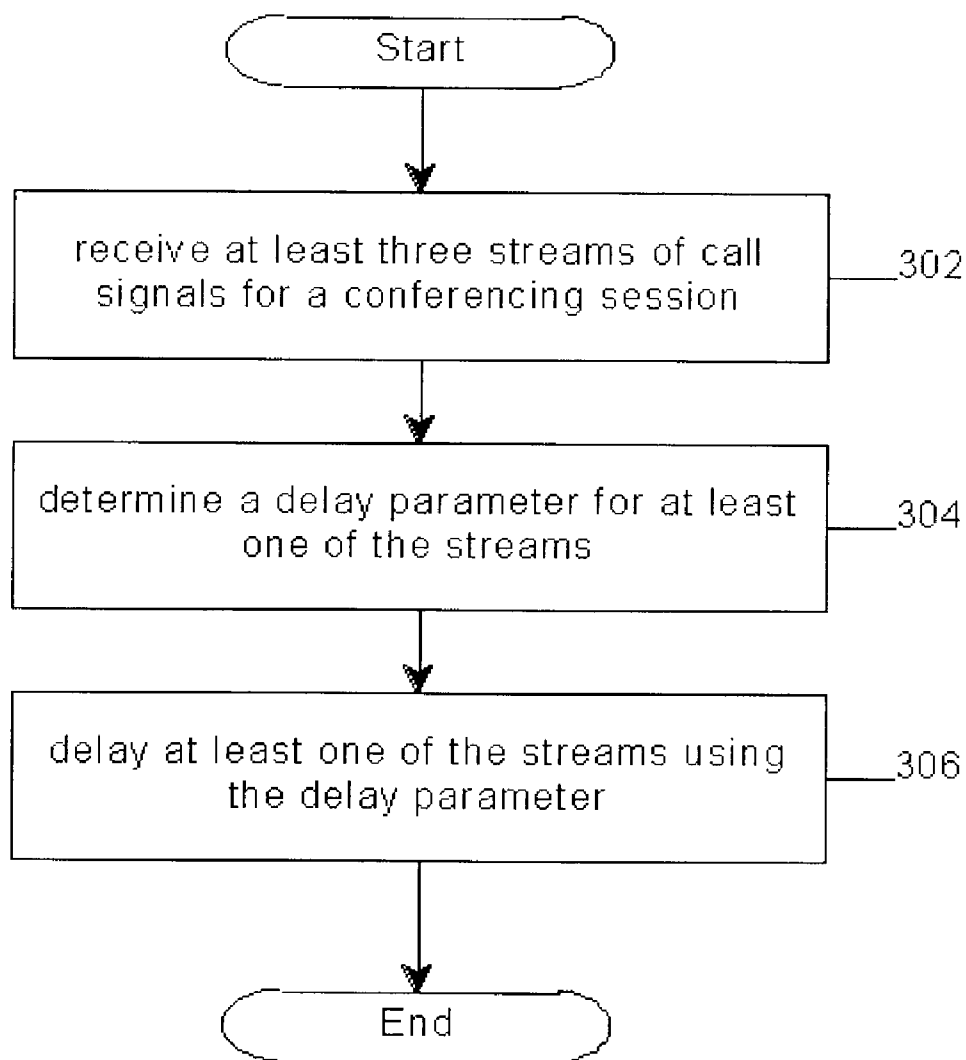 Start
receive at least three streams of call
signals for a conferencing session
302
determine a delay parameter for at least
one of the streams
304
delay at least one of the streams using
the delay parameter
306
End